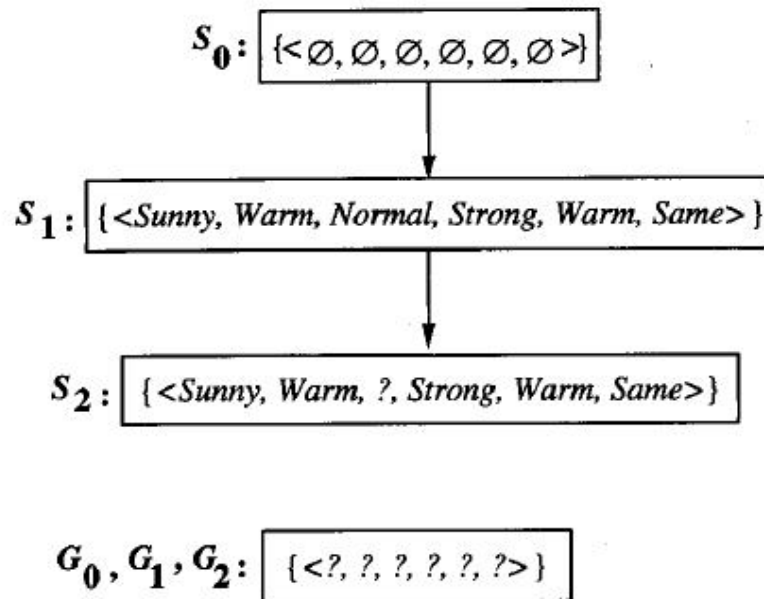 S₀: {<∅, ∅, ∅, ∅, ∅, ∅>}
S₁: {<Sunny, Warm, Normal, Strong, Warm, Same>}
S₂: {<Sunny, Warm, ?, Strong, Warm, Same>}
G₀, G₁, G₂: {<?, ?, ?, ?, ?, ?>}